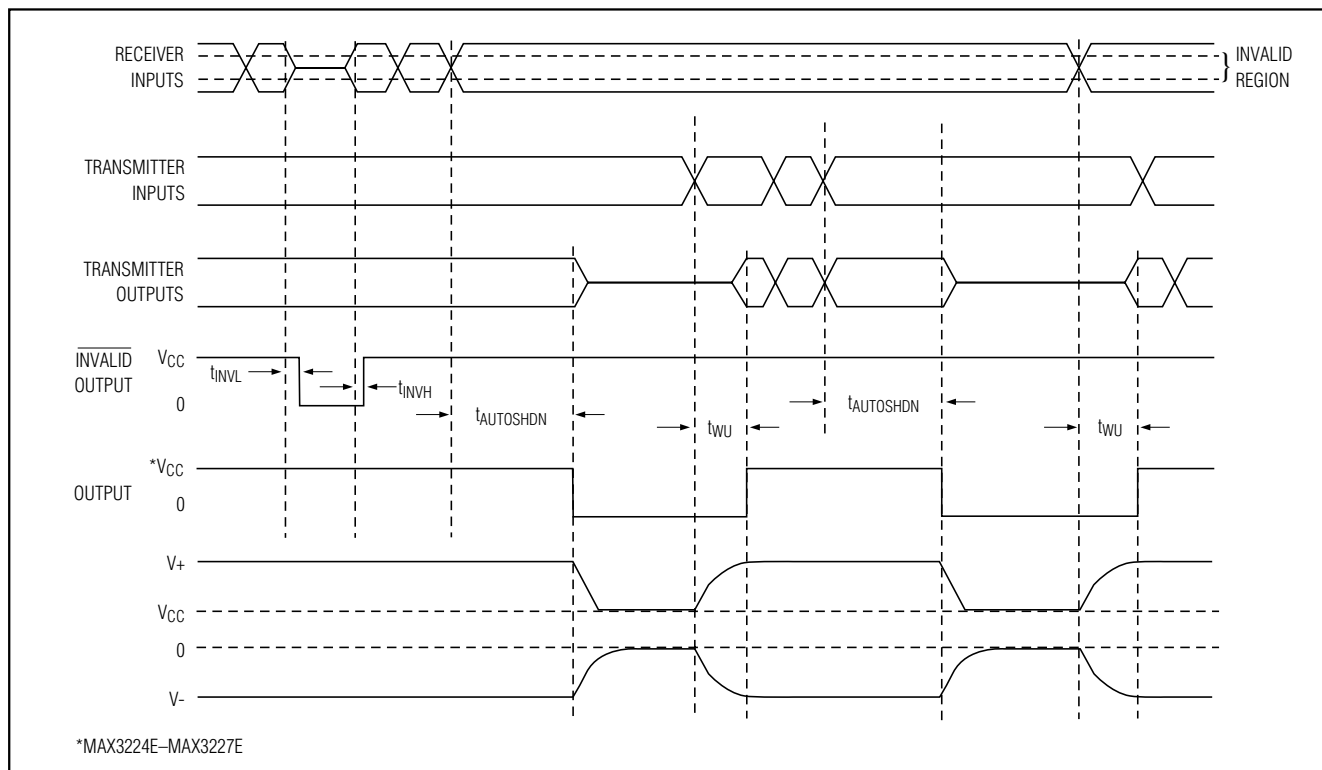 RECEIVER
INPUTS
} INVALID
REGION
TRANSMITTER
INPUTS
TRANSMITTER
OUTPUTS
INVALID
OUTPUT
VCC
0
tINVL
tINVH
tAUTOSHDN
tWU
tAUTOSHDN
tWU
OUTPUT
*VCC
0
V+
VCC
0
V-
*MAX3224E–MAX3227E